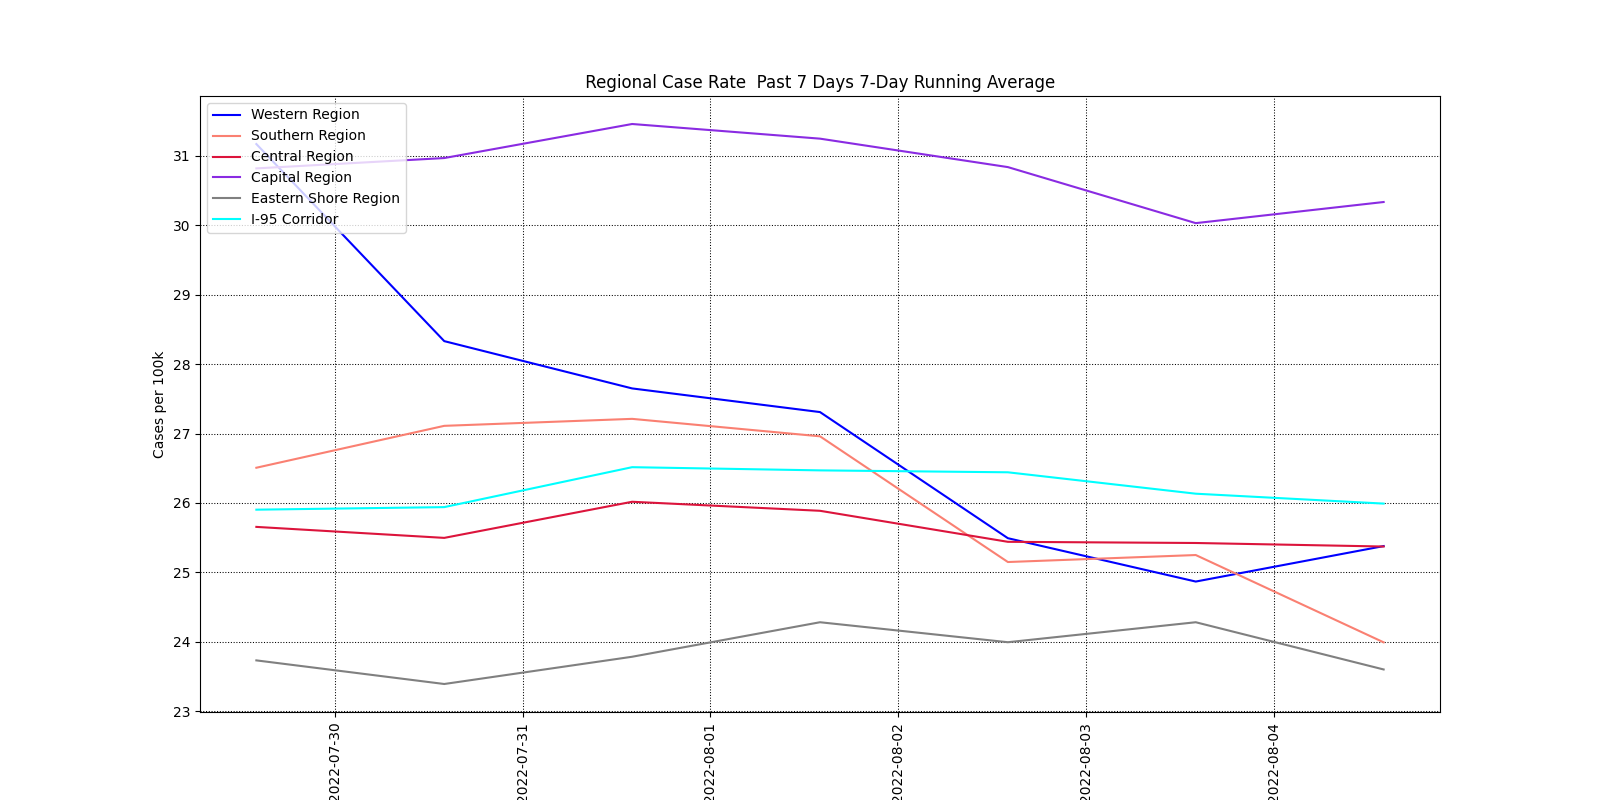 Regional Case Rate  Past 7 Days 7-Day Running Average
Western Region
Southern Region
Central Region
Capital Region
Eastern Shore Region
I-95 Corridor
31
30
29
28
27
26
25
24
23
Cases per 100k
2022-07-30
2022-07-31
2022-08-01
2022-08-02
2022-08-03
2022-08-04